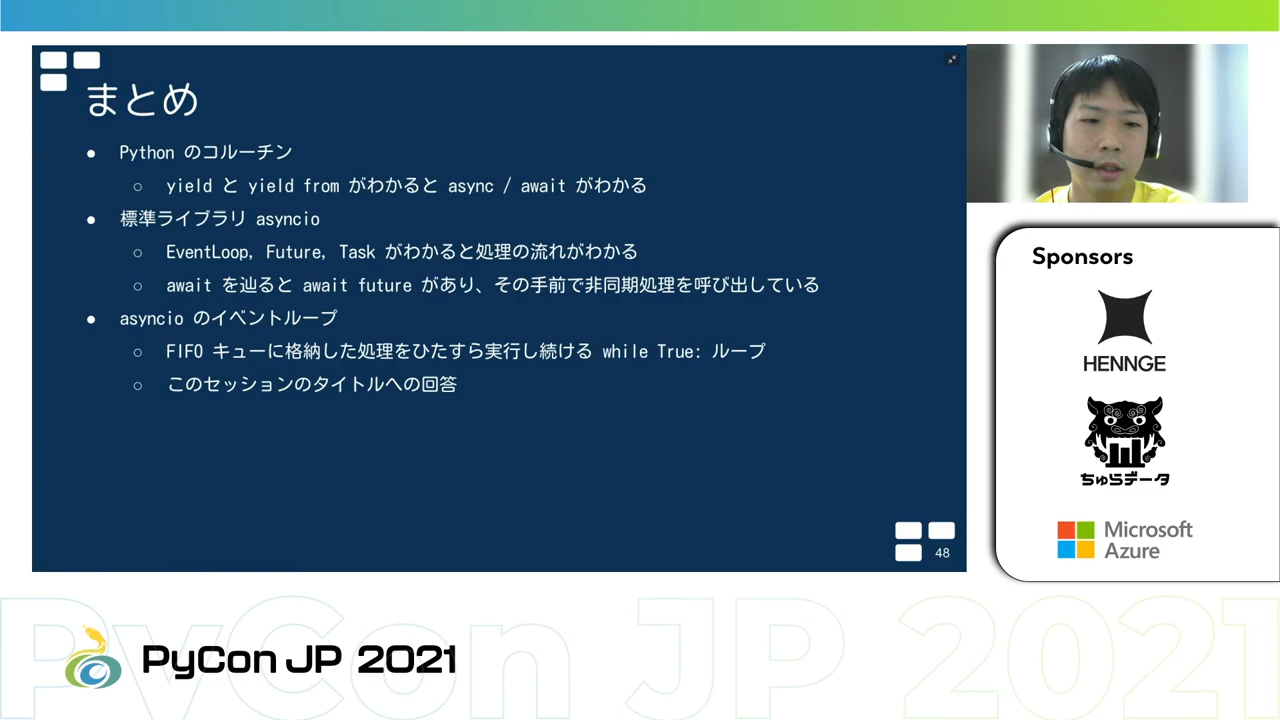 まとめ
● Python のコルーチン
○ yield と yield from がわかると async / await がわかる
● 標準ライブラリ asyncio
○ EventLoop, Future, Task がわかると処理の流れがわかる
○ await を辿ると await future があり、その手前で非同期処理を呼び出している
● asyncio のイベントループ
○ FIFO キューに格納した処理をひたすら実行し続ける while True: ループ
○ このセッションのタイトルへの回答
48
Sponsors
HENNGE
ちゅらデータ
Microsoft
Azure
PyCon JP 2021
PyCon JP 2021